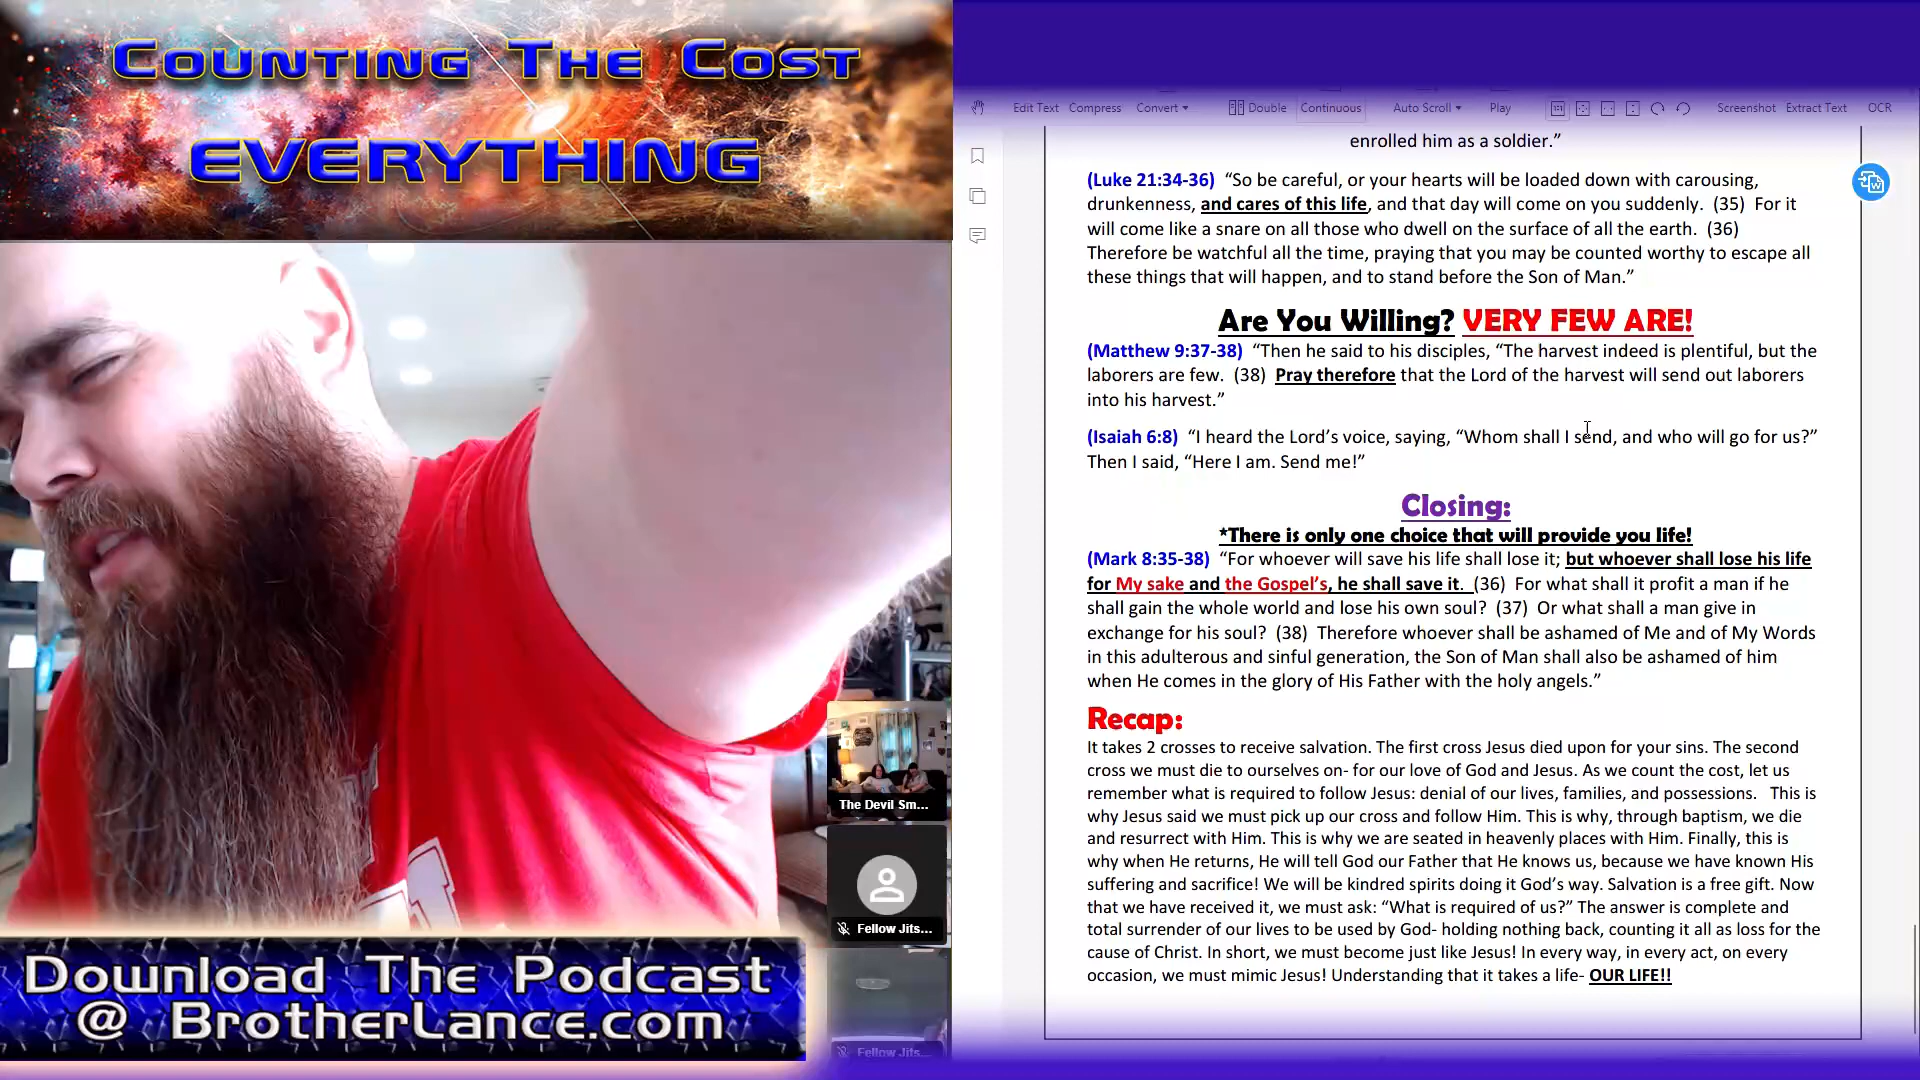 Counting The Cost
EVERYTHING
Edit Text Compress Convert Double Continuous Auto Scroll Play Screenshot Extract Text OCR
enrolled him as a soldier.”
(Luke 21:34-36) “So be careful, or your hearts will be loaded down with carousing,
drunkenness, and cares of this life, and that day will come on you suddenly. (35) For it
will come like a snare on all those who dwell on the surface of all the earth. (36)
Therefore be watchful all the time, praying that you may be counted worthy to escape all
these things that will happen, and to stand before the Son of Man.”
Are You Willing? VERY FEW ARE!
(Matthew 9:37-38) “Then he said to his disciples, “The harvest indeed is plentiful, but the
laborers are few. (38) Pray therefore that the Lord of the harvest will send out laborers
into his harvest.”
(Isaiah 6:8) “I heard the Lord’s voice, saying, “Whom shall I send, and who will go for us?”
Then I said, “Here I am. Send me!”
Closing:
*There is only one choice that will provide you life!
(Mark 8:35-38) “For whoever will save his life shall lose it; but whoever shall lose his life
for My sake and the Gospel’s, he shall save it. (36) For what shall it profit a man if he
shall gain the whole world and lose his own soul? (37) Or what shall a man give in
exchange for his soul? (38) Therefore whoever shall be ashamed of Me and of My Words
in this adulterous and sinful generation, the Son of Man shall also be ashamed of him
when He comes in the glory of His Father with the holy angels.”
Recap:
It takes 2 crosses to receive salvation. The first cross Jesus died upon for your sins. The second
cross we must die to ourselves on- for our love of God and Jesus. As we count the cost, let us
remember what is required to follow Jesus: denial of our lives, families, and possessions. This is
why Jesus said we must pick up our cross and follow Him. This is why, through baptism, we die
and resurrect with Him. This is why we are seated in heavenly places with Him. Finally, this is
why when He returns, He will tell God our Father that He knows us, because we have known His
suffering and sacrifice! We will be kindred spirits doing it God’s way. Salvation is a free gift. Now
that we have received it, we must ask: “What is required of us?” The answer is complete and
total surrender of our lives to be used by God- holding nothing back, counting it all as loss for the
cause of Christ. In short, we must become just like Jesus! In every way, in every act, on every
occasion, we must mimic Jesus! Understanding that it takes a life- OUR LIFE!!
The Devil Sm...
Fellow Jits...
Fellow Jits...
Download The Podcast
@ BrotherLance.com